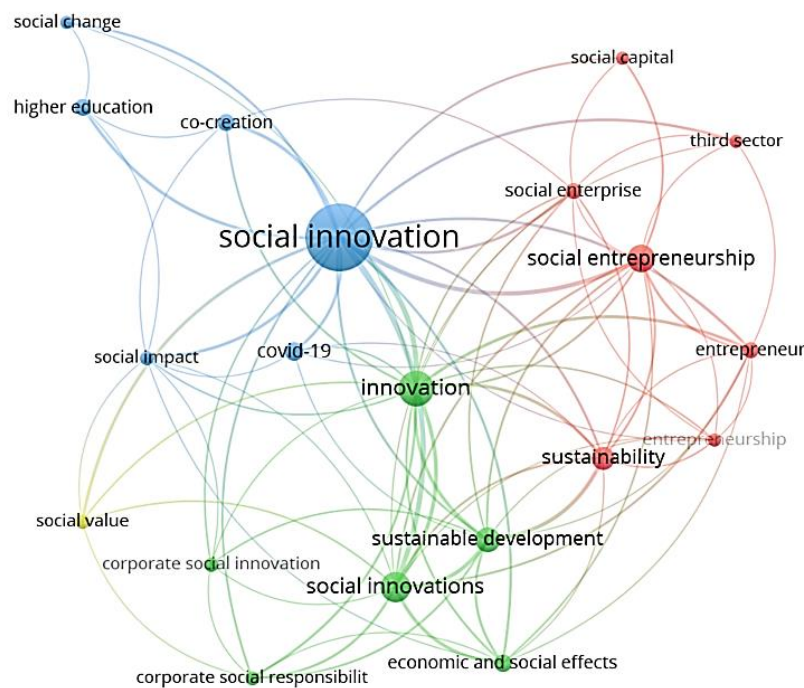 social change
social capital
higher education
co-creation
third sector
social enterprise
social innovation
social entrepreneurship
covid-19
social impact
entrepreneur
innovation
entrepreneurship
sustainability
social value
sustainable development
corporate social innovation
social innovations
economic and social effects
corporate social responsibilit